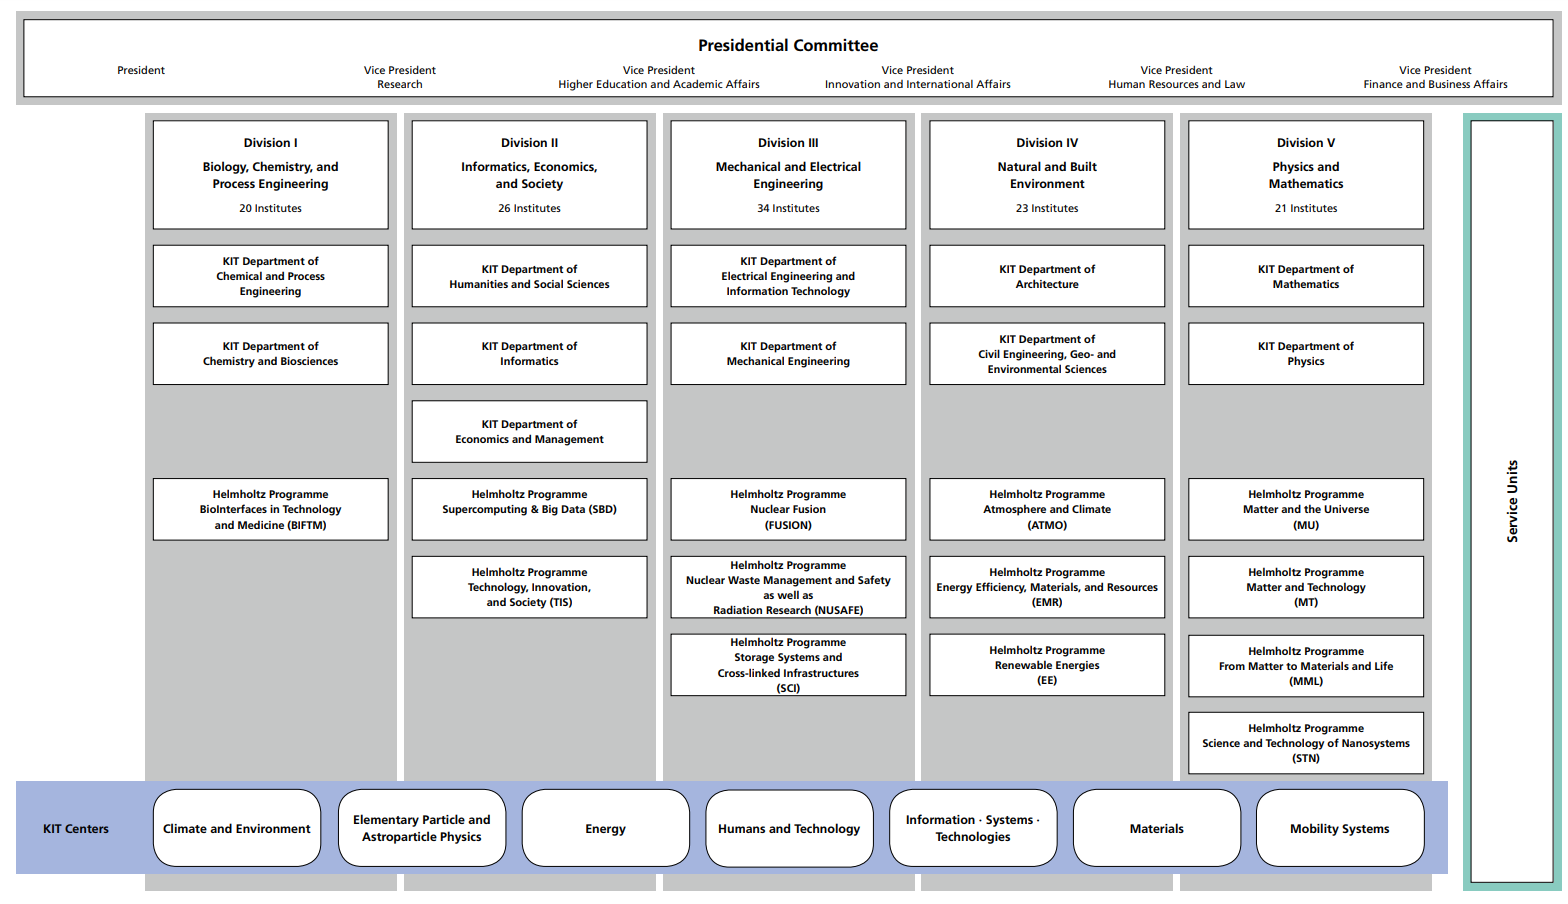 Presidential Committee
President
Vice President
Research
Vice President
Higher Education and Academic Affairs
Vice President
Innovation and International Affairs
Vice President
Human Resources and Law
Vice President
Finance and Business Affairs
Division I
Biology, Chemistry, and
Process Engineering
20 Institutes
KIT Department of
Chemical and Process
Engineering
KIT Department of
Chemistry and Biosciences
Helmholtz Programme
BioInterfaces in Technology
and Medicine (BIFTM)
Division II
Informatics, Economics,
and Society
26 Institutes
KIT Department of
Humanities and Social Sciences
KIT Department of
Informatics
KIT Department of
Economics and Management
Helmholtz Programme
Supercomputing & Big Data (SBD)
Helmholtz Programme
Technology, Innovation,
and Society (TIS)
Division III
Mechanical and Electrical
Engineering
34 Institutes
KIT Department of
Electrical Engineering and
Information Technology
KIT Department of
Mechanical Engineering
Helmholtz Programme
Nuclear Fusion
(FUSION)
Helmholtz Programme
Nuclear Waste Management and Safety
as well as
Radiation Research (NUSAFE)
Helmholtz Programme
Storage Systems and
Cross-linked Infrastructures
(SCI)
Division IV
Natural and Built
Environment
23 Institutes
KIT Department of
Architecture
KIT Department of
Civil Engineering, Geo- and
Environmental Sciences
Helmholtz Programme
Atmosphere and Climate
(ATMO)
Helmholtz Programme
Energy Efficiency, Materials, and Resources
(EMR)
Helmholtz Programme
Renewable Energies
(EE)
Division V
Physics and
Mathematics
21 Institutes
KIT Department of
Mathematics
KIT Department of
Physics
Helmholtz Programme
Matter and the Universe
(MU)
Helmholtz Programme
Matter and Technology
(MT)
Helmholtz Programme
From Matter to Materials and Life
(MML)
Helmholtz Programme
Science and Technology of Nanosystems
(STN)
Service Units
KIT Centers
Climate and Environment
Elementary Particle and
Astroparticle Physics
Energy
Humans and Technology
Information · Systems ·
Technologies
Materials
Mobility Systems